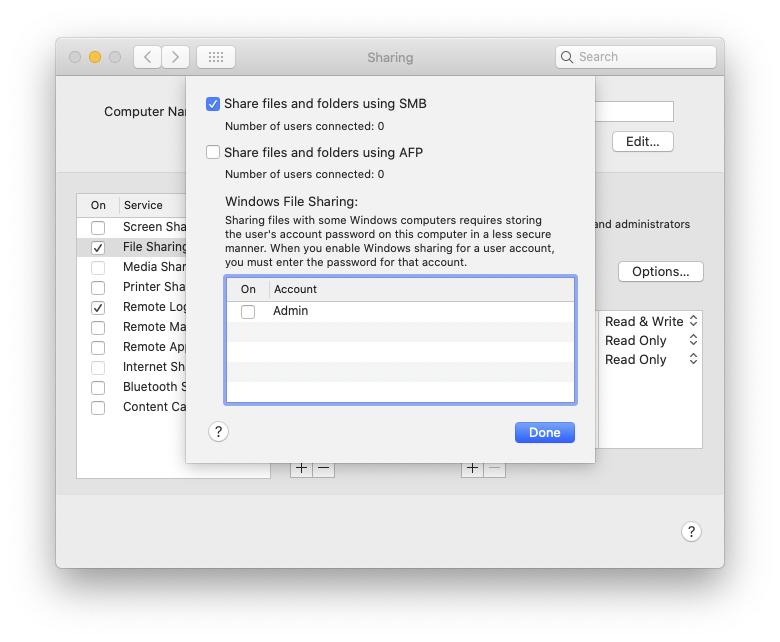 Sharing
Search
Computer Na
Edit...
Share files and folders using SMB
Number of users connected: 0
Share files and folders using AFP
Number of users connected: 0
Windows File Sharing:
Sharing files with some Windows computers requires storing
the user's account password on this computer in a less secure
manner. When you enable Windows sharing for a user account,
you must enter the password for that account.
On Account
Admin
?
Done
On Service
Screen Sha
File Sharing
Media Shar
Printer Sha
Remote Log
Remote Ma
Remote App
Internet Sh
Bluetooth S
Content Ca
and administrators
Options...
Read & Write
Read Only
Read Only
+ −
+ −
?